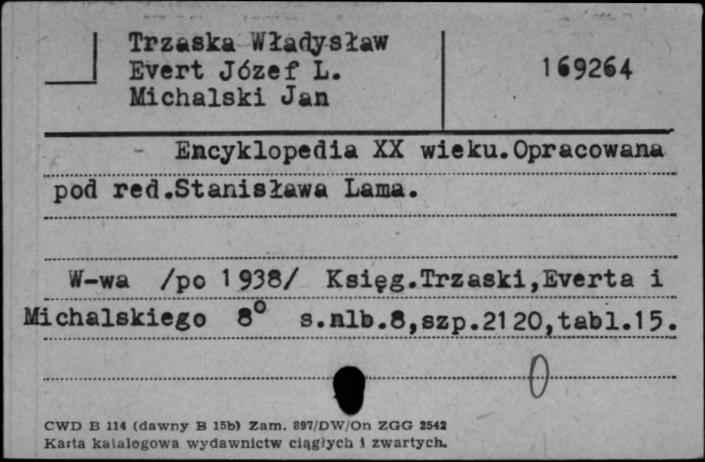 Trzaska Władysław
Evert Józef L.
Michalski Jan
169264
- Encyklopedia XX wieku.Opracowana
pod red.Stanisława Lama.
W-wa /po 1938/ Księg.Trzaski,Everta i
Michalskiego 8° s.nlb.8,szp.2120,tabl.15.
0
CWD B 114 (dawny B 15b) Zam. 897/DW/On ZGG 2542
Karta katalogowa wydawnictw ciągłych i zwartych.